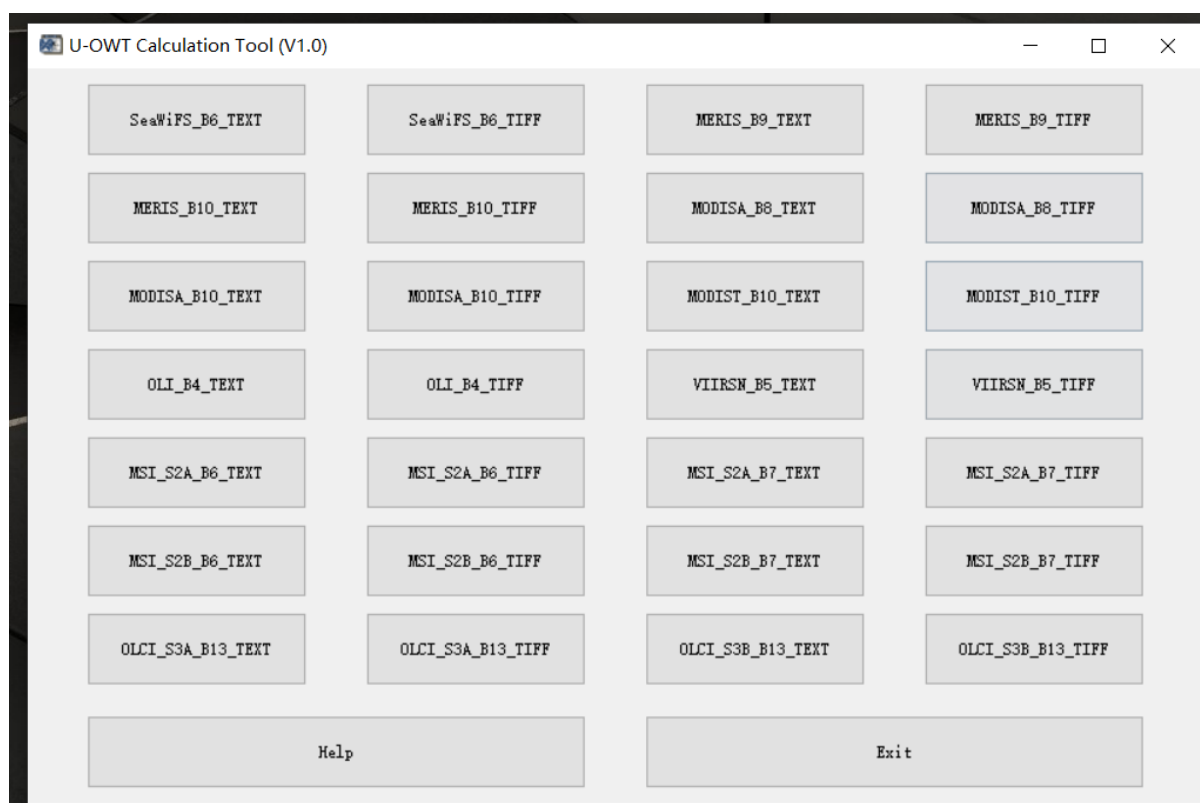 U-OWT Calculation Tool (V1.0)
SeaWiFS_B6_TEXT SeaWiFS_B6_TIFF MERIS_B9_TEXT MERIS_B9_TIFF
MERIS_B10_TEXT MERIS_B10_TIFF MODISA_B8_TEXT MODISA_B8_TIFF
MODISA_B10_TEXT MODISA_B10_TIFF MODIST_B10_TEXT MODIST_B10_TIFF
OLI_B4_TEXT OLI_B4_TIFF VIIRSN_B5_TEXT VIIRSN_B5_TIFF
MSI_S2A_B6_TEXT MSI_S2A_B6_TIFF MSI_S2A_B7_TEXT MSI_S2A_B7_TIFF
MSI_S2B_B6_TEXT MSI_S2B_B6_TIFF MSI_S2B_B7_TEXT MSI_S2B_B7_TIFF
OLCI_S3A_B13_TEXT OLCI_S3A_B13_TIFF OLCI_S3B_B13_TEXT OLCI_S3B_B13_TIFF
Help Exit